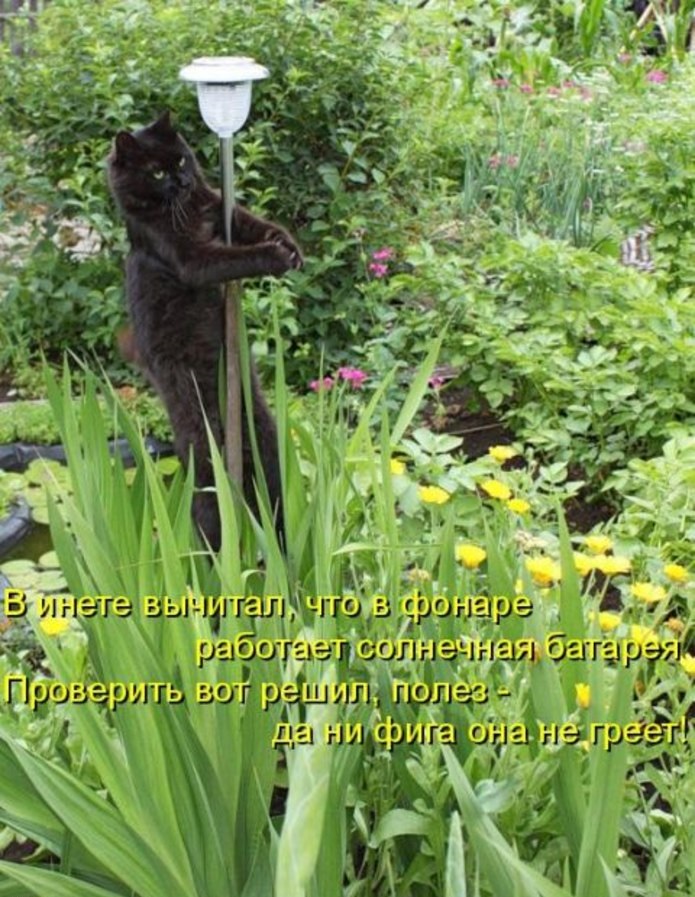 В инете вычитал, что в фонаре
работает солнечная батарея
Проверить вот решил, полез -
да ни фига она не греет!